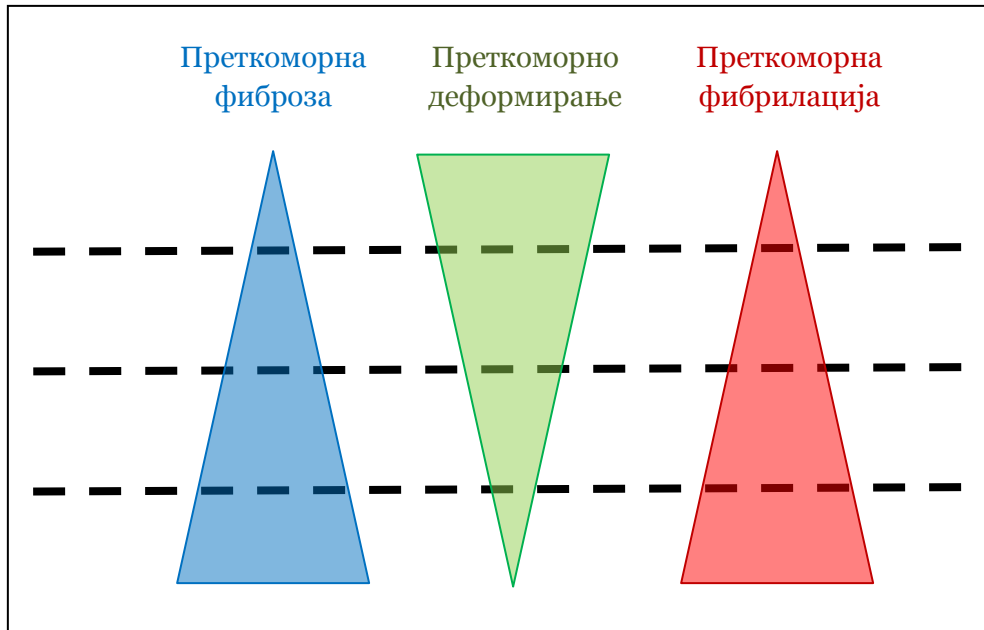 Преткоморна
фиброза
Преткоморно
деформирање
Преткоморна
фибрилација